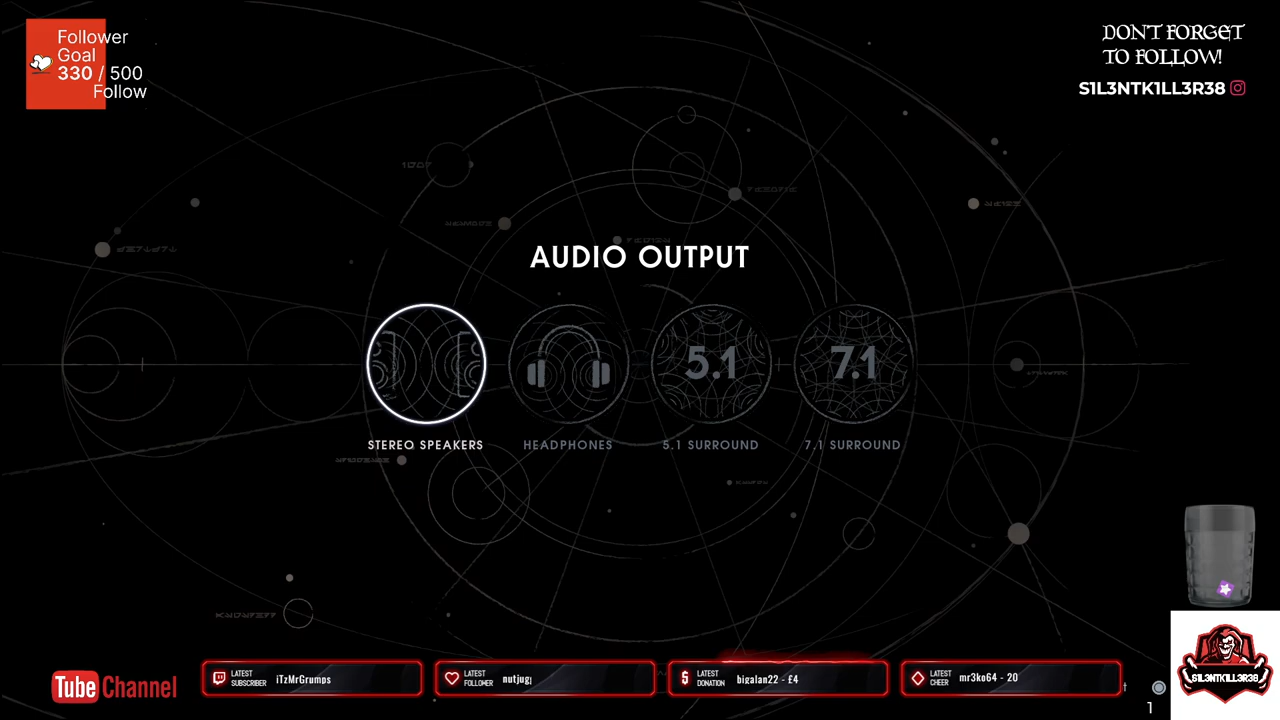 Follower
Goal
330 / 500
Follow
DONT FORGET
TO FOLLOW!
S1L3NTK1LL3R38
AUDIO OUTPUT
5.1
7.1
STEREO SPEAKERS
HEADPHONES
5.1 SURROUND
7.1 SURROUND
Tube Channel
LATEST
SUBSCRIBER
iTzMrGrumps
LATEST
FOLLOWER
nutjug
LATEST
DONATION
bigalan22 - £4
LATEST
CHEER
mr3ko64 - 20
1
S1L3NTK1LL3R38